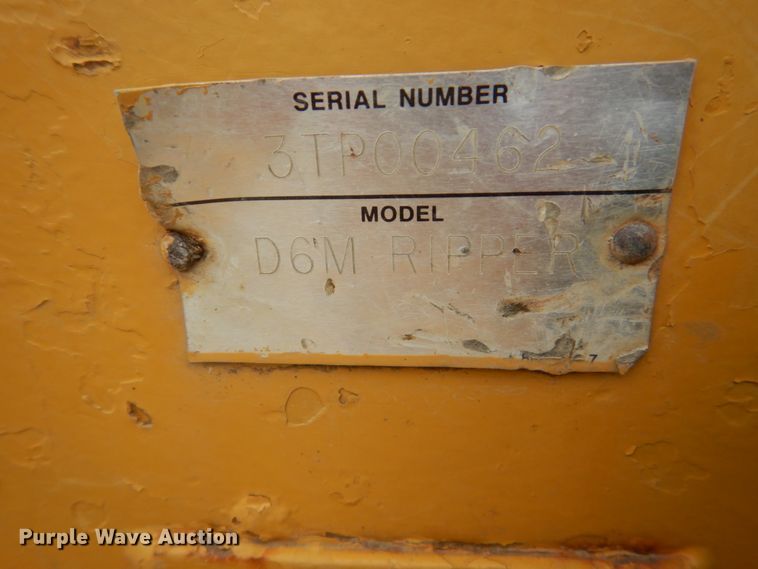 SERIAL NUMBER
3TP00462
MODEL
D6M RIPPER
Purple Wave Auction®